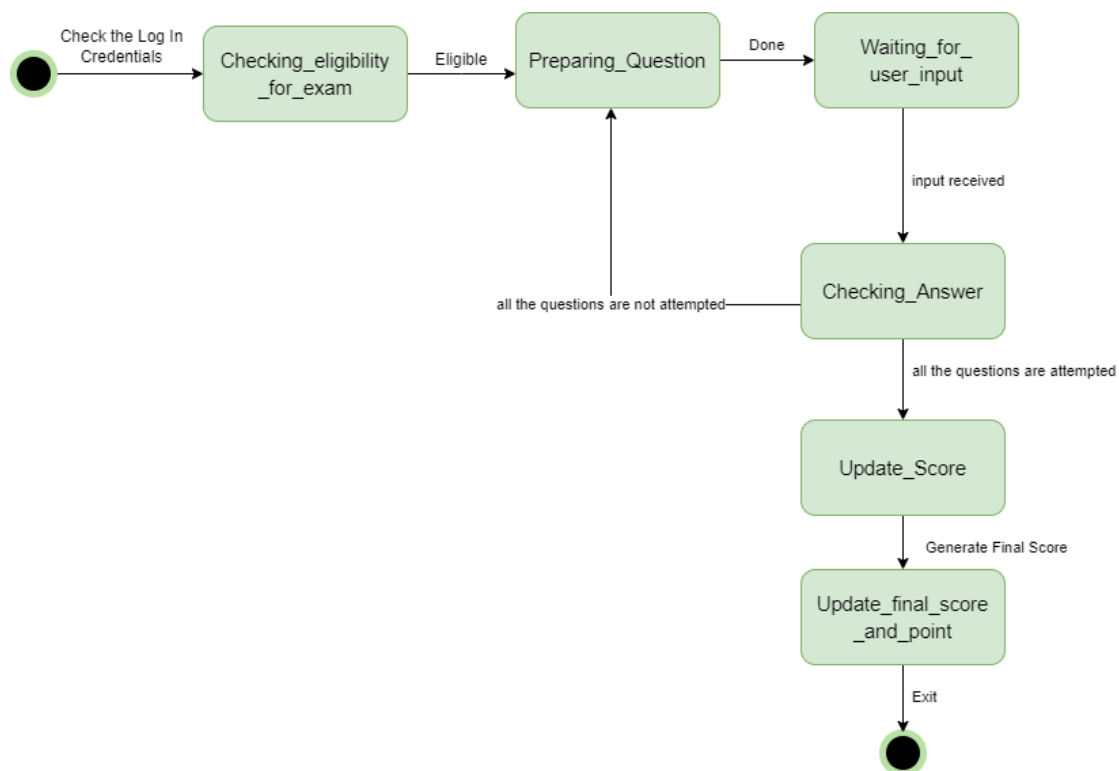 Check the Log In
Credentials
Checking_eligibility
_for_exam
Eligible
Preparing_Question
Done
Waiting_for_
user_input
input received
all the questions are not attempted
Checking_Answer
all the questions are attempted
Update_Score
Generate Final Score
Update_final_score
_and_point
Exit